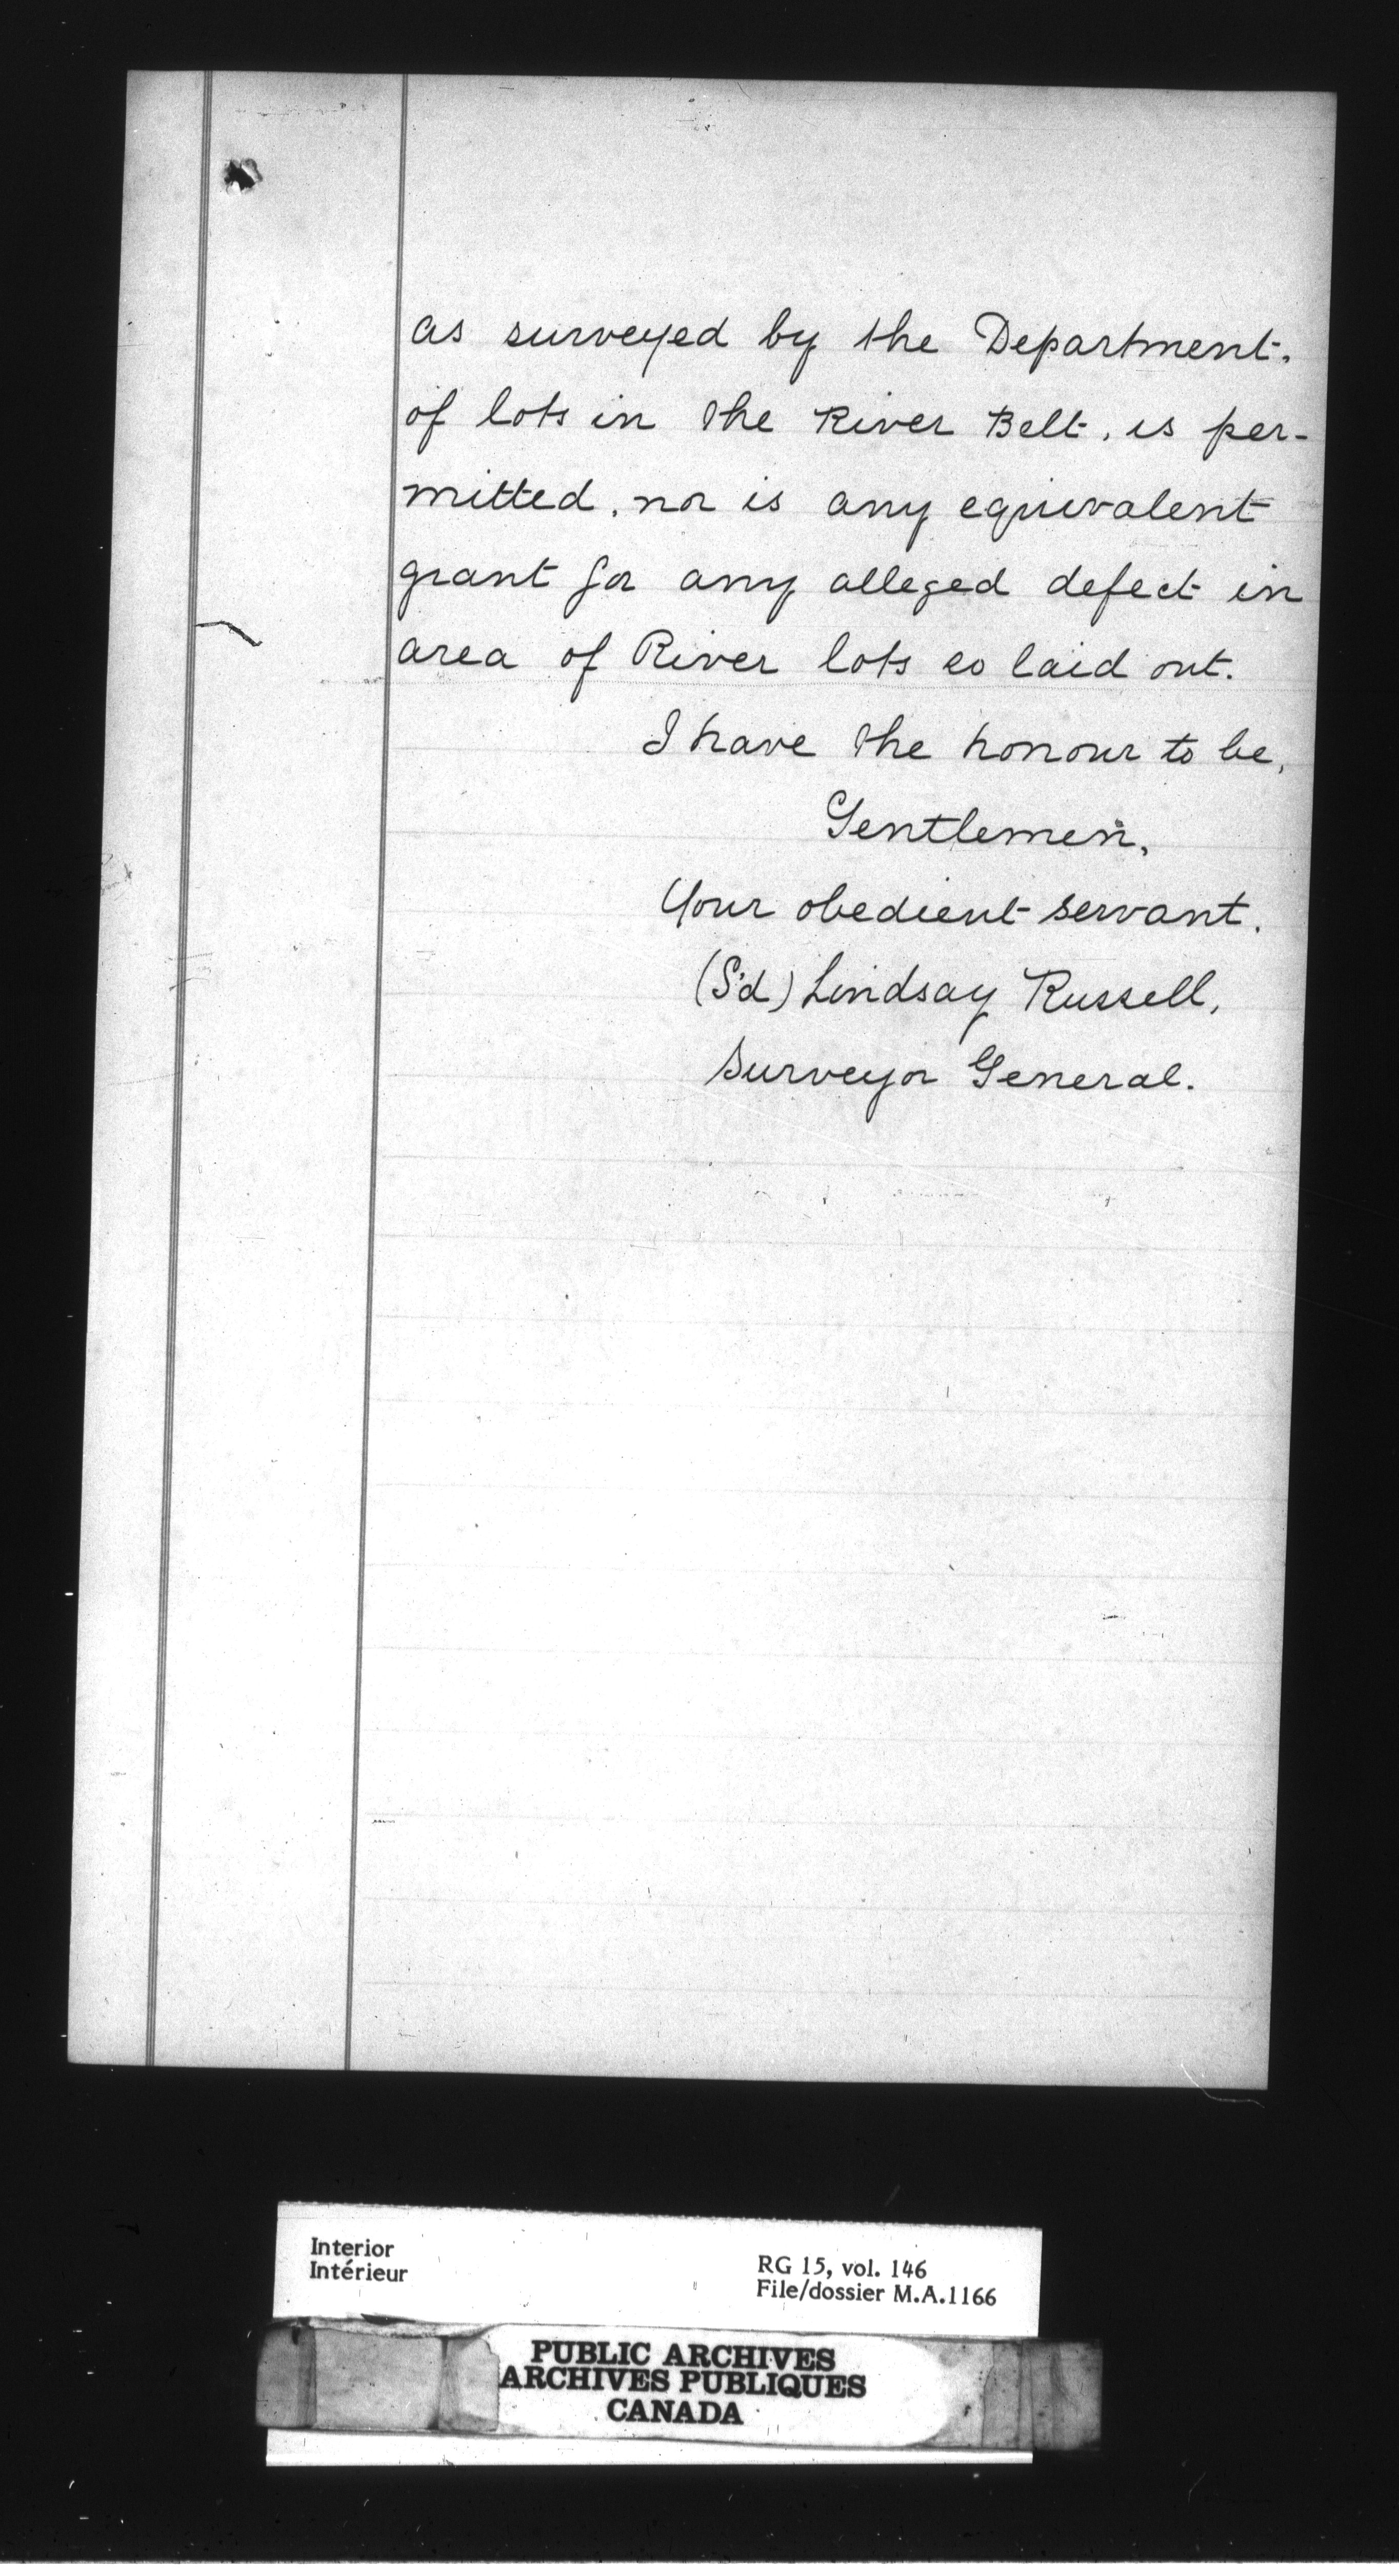 as surveyed by the Department,
of lots in the River Belt, is per-
mitted, nor is any equivalent
grant for any alleged defect in
area of River lots so laid out.
I have the honour to be,
Gentlemen,
Your obedient servant.
(S'd) Lindsay Russell,
Surveyor General.
Interior
Intérieur
RG 15, vol. 146
File/dossier M.A.1166
PUBLIC ARCHIVES
ARCHIVES PUBLIQUES
CANADA